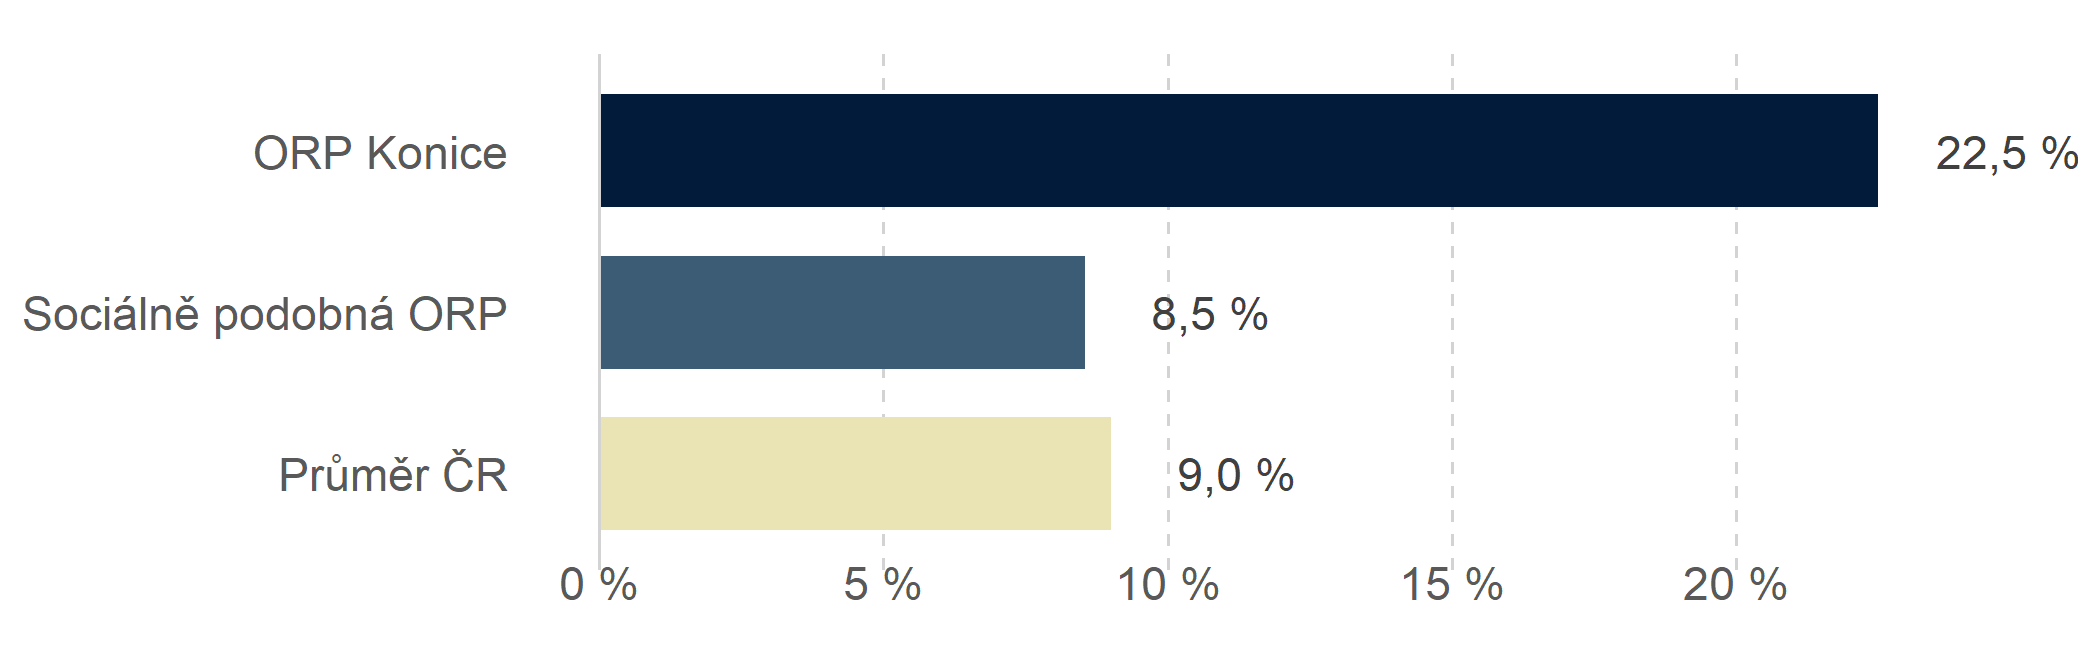 ORP Konice 22,5 %
Sociálně podobná ORP 8,5 %
Průměr ČR 9,0 %
0 % 5 % 10 % 15 % 20 %